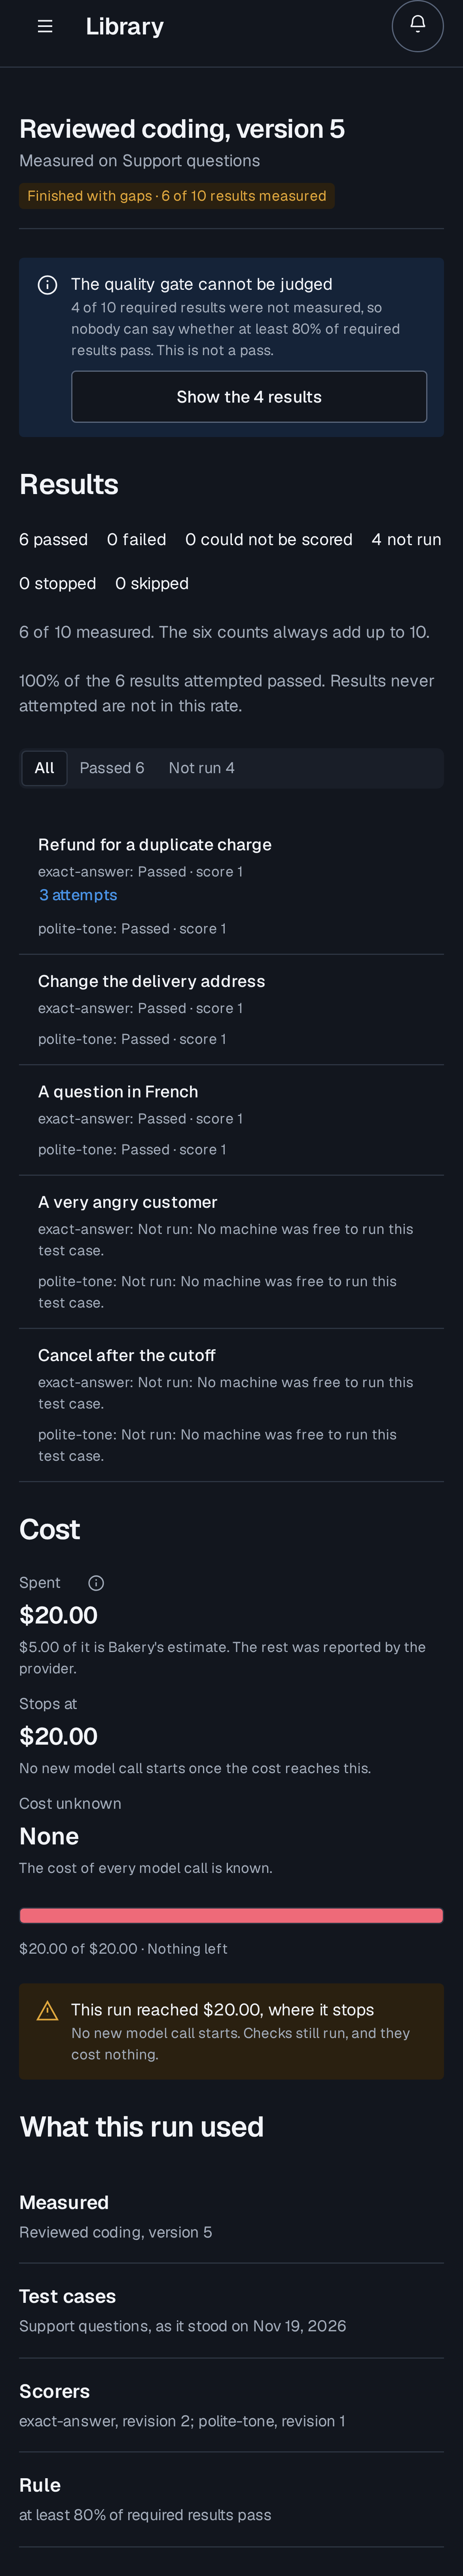 Library
Reviewed coding, version 5
Measured on Support questions
Finished with gaps · 6 of 10 results measured
The quality gate cannot be judged
4 of 10 required results were not measured, so
nobody can say whether at least 80% of required
results pass. This is not a pass.
Show the 4 results
Results
6 passed 0 failed 0 could not be scored 4 not run
0 stopped 0 skipped
6 of 10 measured. The six counts always add up to 10.
100% of the 6 results attempted passed. Results never
attempted are not in this rate.
All Passed 6 Not run 4
Refund for a duplicate charge
exact-answer: Passed · score 1
3 attempts
polite-tone: Passed · score 1
Change the delivery address
exact-answer: Passed · score 1
polite-tone: Passed · score 1
A question in French
exact-answer: Passed · score 1
polite-tone: Passed · score 1
A very angry customer
exact-answer: Not run: No machine was free to run this
test case.
polite-tone: Not run: No machine was free to run this
test case.
Cancel after the cutoff
exact-answer: Not run: No machine was free to run this
test case.
polite-tone: Not run: No machine was free to run this
test case.
Cost
Spent
$20.00
$5.00 of it is Bakery's estimate. The rest was reported by the
provider.
Stops at
$20.00
No new model call starts once the cost reaches this.
Cost unknown
None
The cost of every model call is known.
$20.00 of $20.00 · Nothing left
This run reached $20.00, where it stops
No new model call starts. Checks still run, and they
cost nothing.
What this run used
Measured
Reviewed coding, version 5
Test cases
Support questions, as it stood on Nov 19, 2026
Scorers
exact-answer, revision 2; polite-tone, revision 1
Rule
at least 80% of required results pass